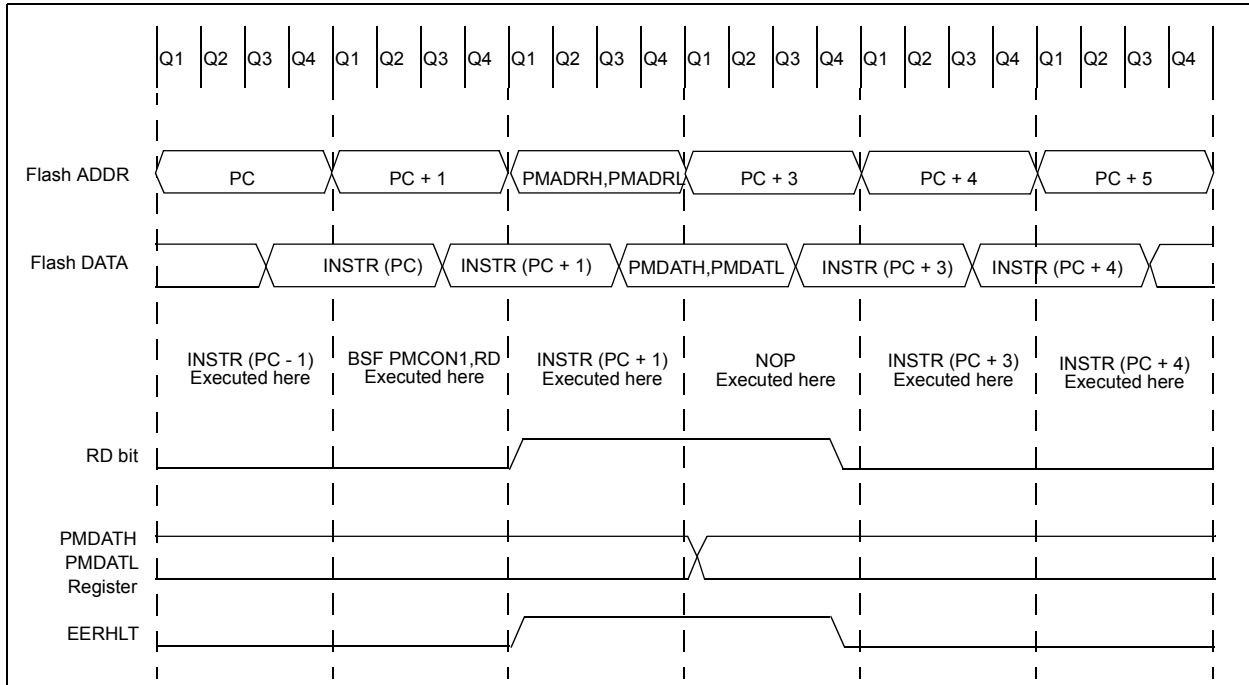 Q1 Q2 Q3 Q4 Q1 Q2 Q3 Q4 Q1 Q2 Q3 Q4 Q1 Q2 Q3 Q4 Q1 Q2 Q3 Q4 Q1 Q2 Q3 Q4
Flash ADDR PC PC + 1 PMADRH,PMADRL PC + 3 PC + 4 PC + 5
Flash DATA INSTR (PC) INSTR (PC + 1) PMDATH,PMDATL INSTR (PC + 3) INSTR (PC + 4)
INSTR (PC - 1) BSF PMCON1,RD INSTR (PC + 1) NOP INSTR (PC + 3) INSTR (PC + 4)
Executed here Executed here Executed here Executed here Executed here Executed here
RD bit
PMDATH
PMDATL
Register
EERHLT